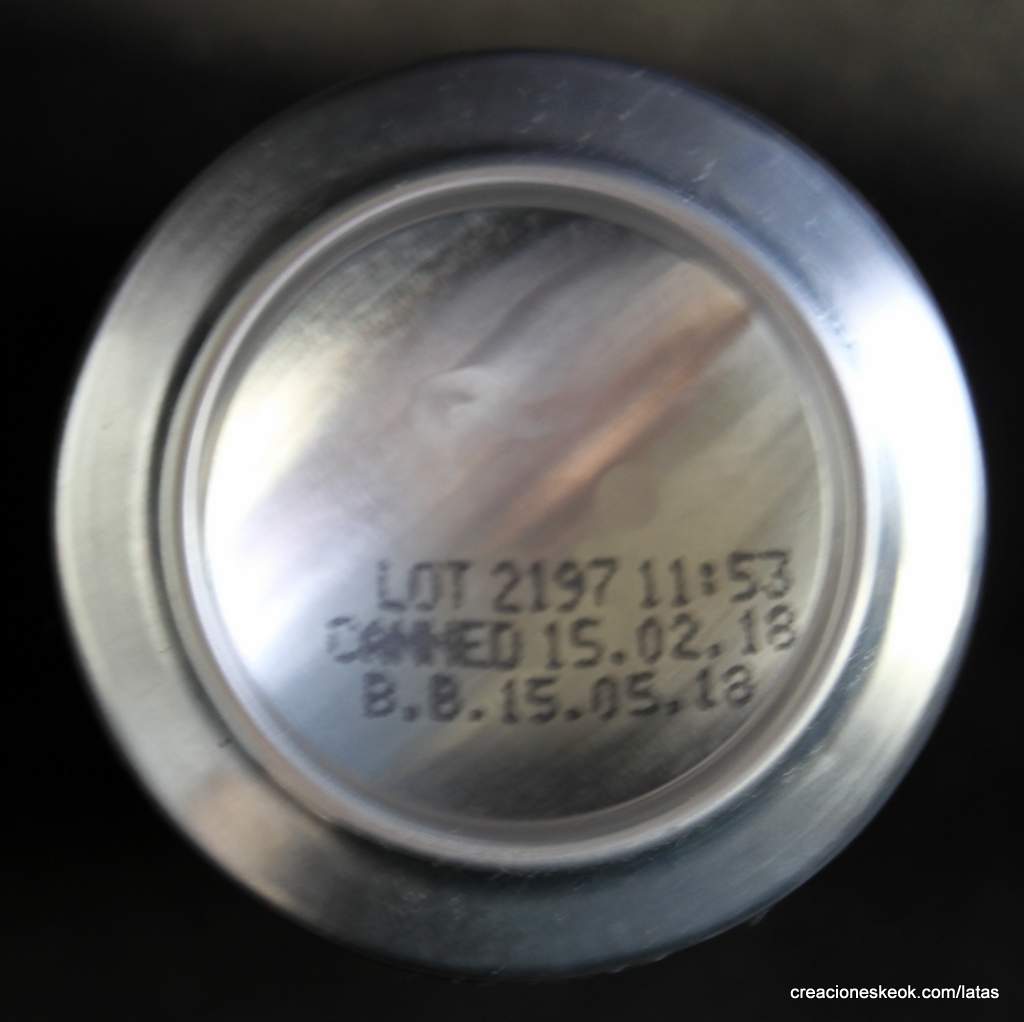 LOT 2197 11:53
CANNED 15.02.18
B.B.15.05.18
creacioneskeok.com/latas